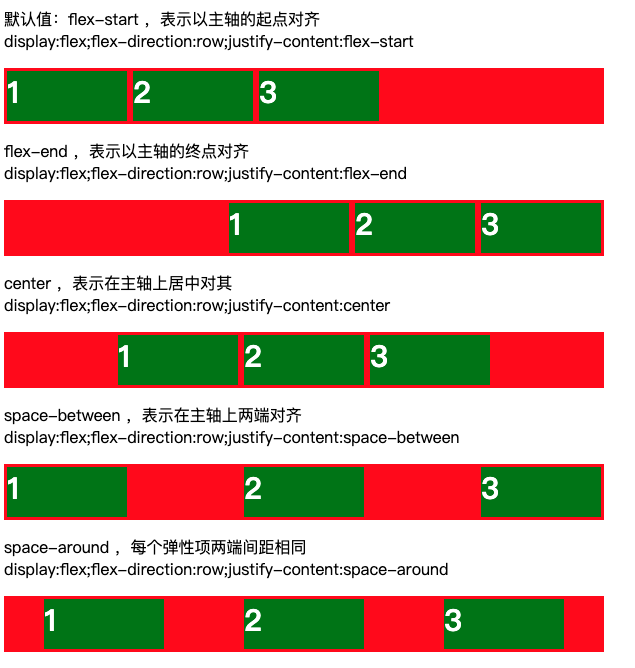 默认值：flex-start ，表示以主轴的起点对齐
display:flex;flex-direction:row;justify-content:flex-start
1 2 3
flex-end ，表示以主轴的终点对齐
display:flex;flex-direction:row;justify-content:flex-end
1 2 3
center ，表示在主轴上居中对其
display:flex;flex-direction:row;justify-content:center
1 2 3
space-between ，表示在主轴上两端对齐
display:flex;flex-direction:row;justify-content:space-between
1 2 3
space-around ，每个弹性项两端间距相同
display:flex;flex-direction:row;justify-content:space-around
1 2 3